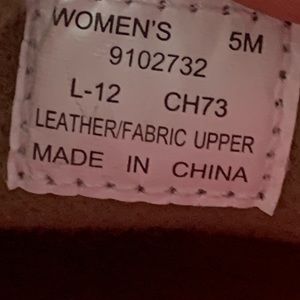 WOMEN'S 5M
9102732
L-12 CH73
LEATHER/FABRIC UPPER
MADE IN CHINA